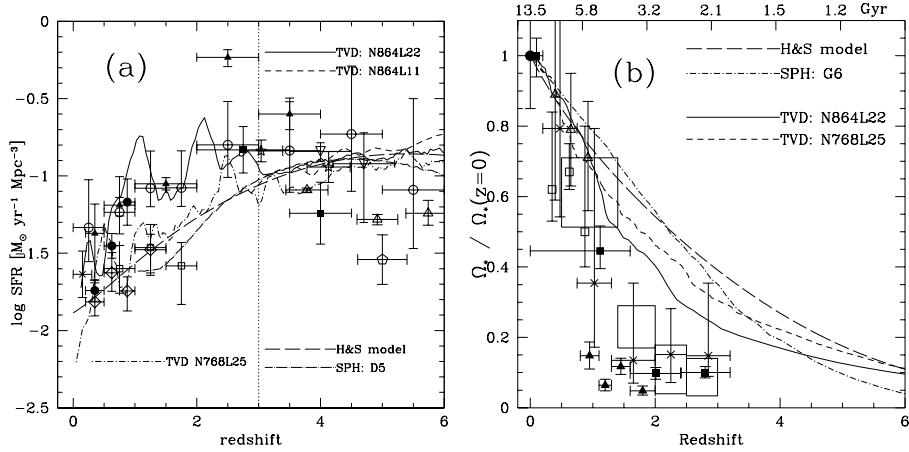 13.5 5.8 3.2 2.1 1.5 1.2 Gyr
0
-0.5
-1
-1.5
-2
-2.5
log SFR [M⊙ yr⁻¹ Mpc⁻³]
(a)
TVD: N864L22
TVD: N864L11
TVD N768L25
H&S model
SPH: D5
0 2 4 6
redshift
1
0.8
0.6
0.4
0.2
0
Ω* / Ω*(z=0)
(b)
H&S model
SPH: G6
TVD: N864L22
TVD: N768L25
0 2 4 6
Redshift